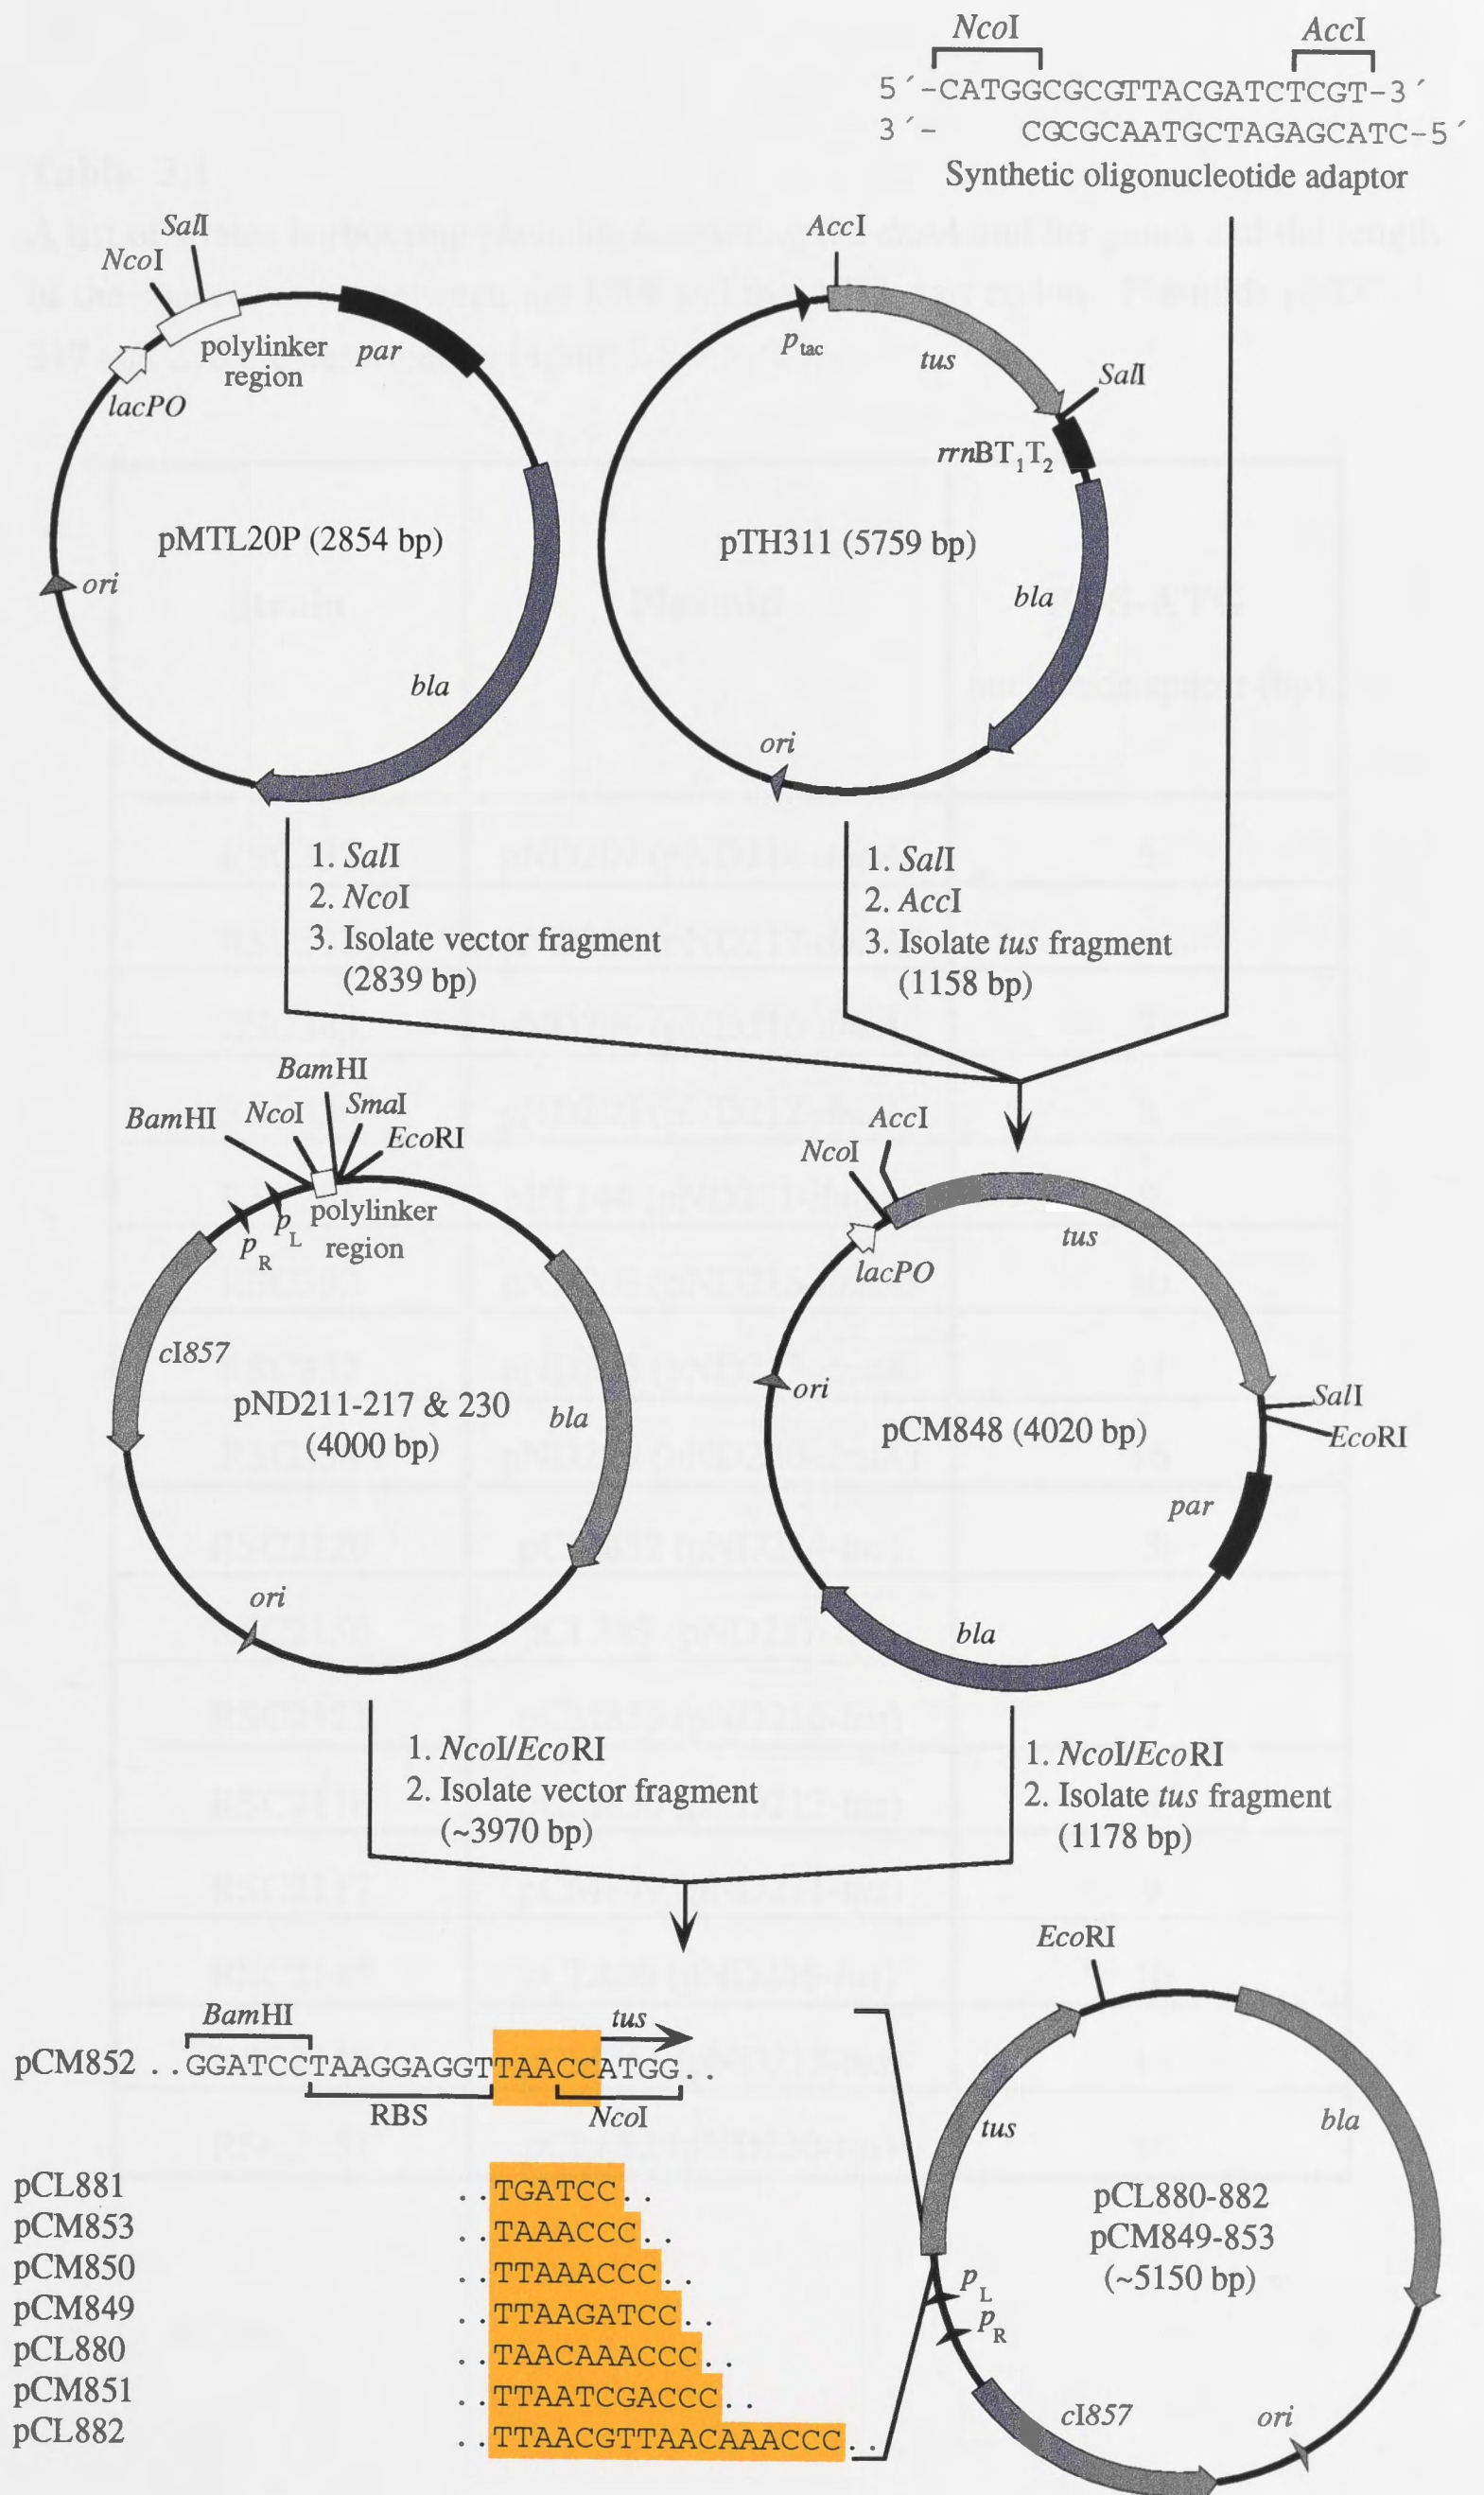 NcoI AccI
5´-CATGGCGCGTTACGATCTCGT-3´
3´- CGCGCAATGCTAGAGCATC-5´
Synthetic oligonucleotide adaptor
SalI
NcoI
polylinker
region
par
lacPO
pMTL20P (2854 bp)
ori
bla
AccI
ptac
tus
SalI
rrnBT1T2
pTH311 (5759 bp)
bla
ori
1. SalI
2. NcoI
3. Isolate vector fragment
(2839 bp)
1. SalI
2. AccI
3. Isolate tus fragment
(1158 bp)
BamHI
BamHI NcoI SmaI
EcoRI
pL polylinker
pR region
cI857
pND211-217 & 230
(4000 bp)
bla
ori
AccI
NcoI
tus
lacPO
ori
pCM848 (4020 bp)
SalI
EcoRI
par
bla
1. NcoI/EcoRI
2. Isolate vector fragment
(~3970 bp)
1. NcoI/EcoRI
2. Isolate tus fragment
(1178 bp)
BamHI tus
pCM852 ..GGATCCTAAGGAGGTTAACCATGG..
RBS NcoI
pCL881 ..TGATCC..
pCM853 ..TAAACCC..
pCM850 ..TTAAACCC..
pCM849 ..TTAAGATCC..
pCL880 ..TAACAAACCC..
pCM851 ..TTAATCGACCC..
pCL882 ..TTAACGTTAACAAACCC..
EcoRI
tus
bla
pCL880-882
pCM849-853
(~5150 bp)
pL
pR
cI857
ori